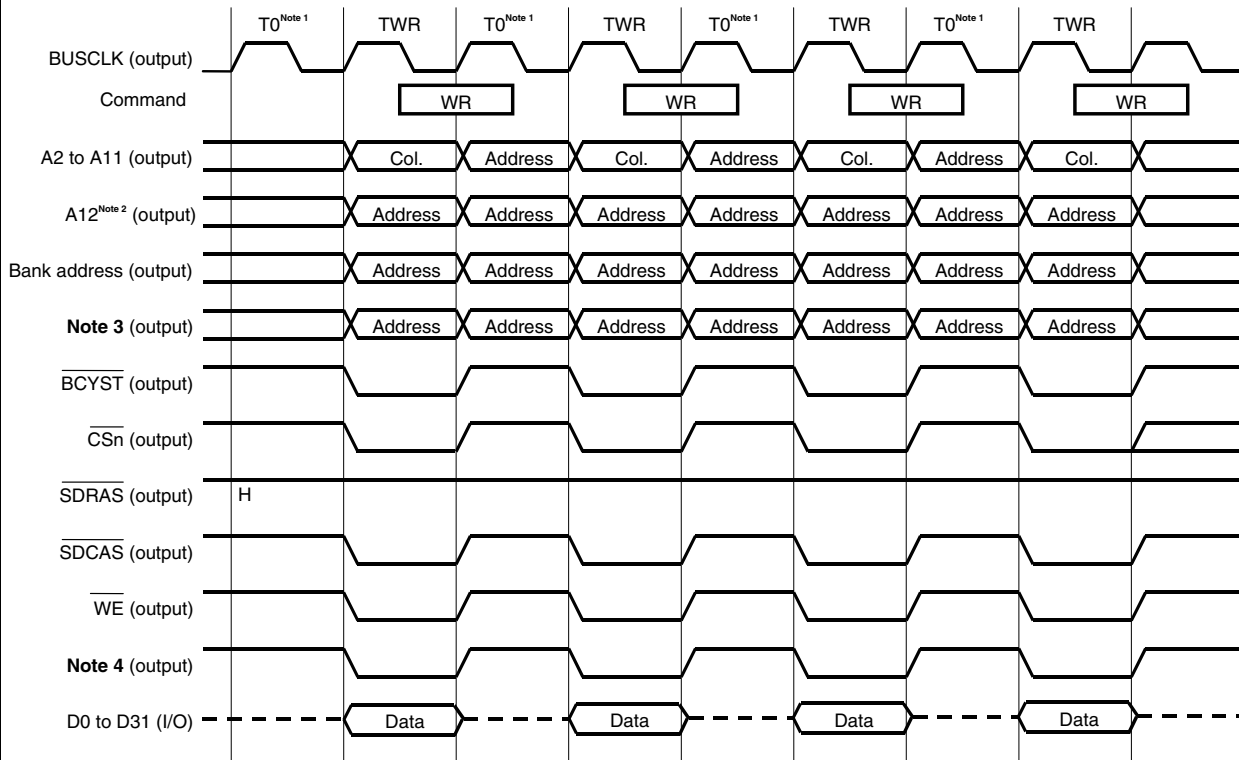 T0Note 1 TWR T0Note 1 TWR T0Note 1 TWR T0Note 1 TWR
BUSCLK (output)
Command WR WR WR WR
A2 to A11 (output) Col. Address Col. Address Col. Address Col.
A12Note 2 (output) Address Address Address Address Address Address Address
Bank address (output) Address Address Address Address Address Address Address
Note 3 (output) Address Address Address Address Address Address Address
BCYST (output)
CSn (output)
SDRAS (output) H
SDCAS (output)
WE (output)
Note 4 (output)
D0 to D31 (I/O) Data Data Data Data